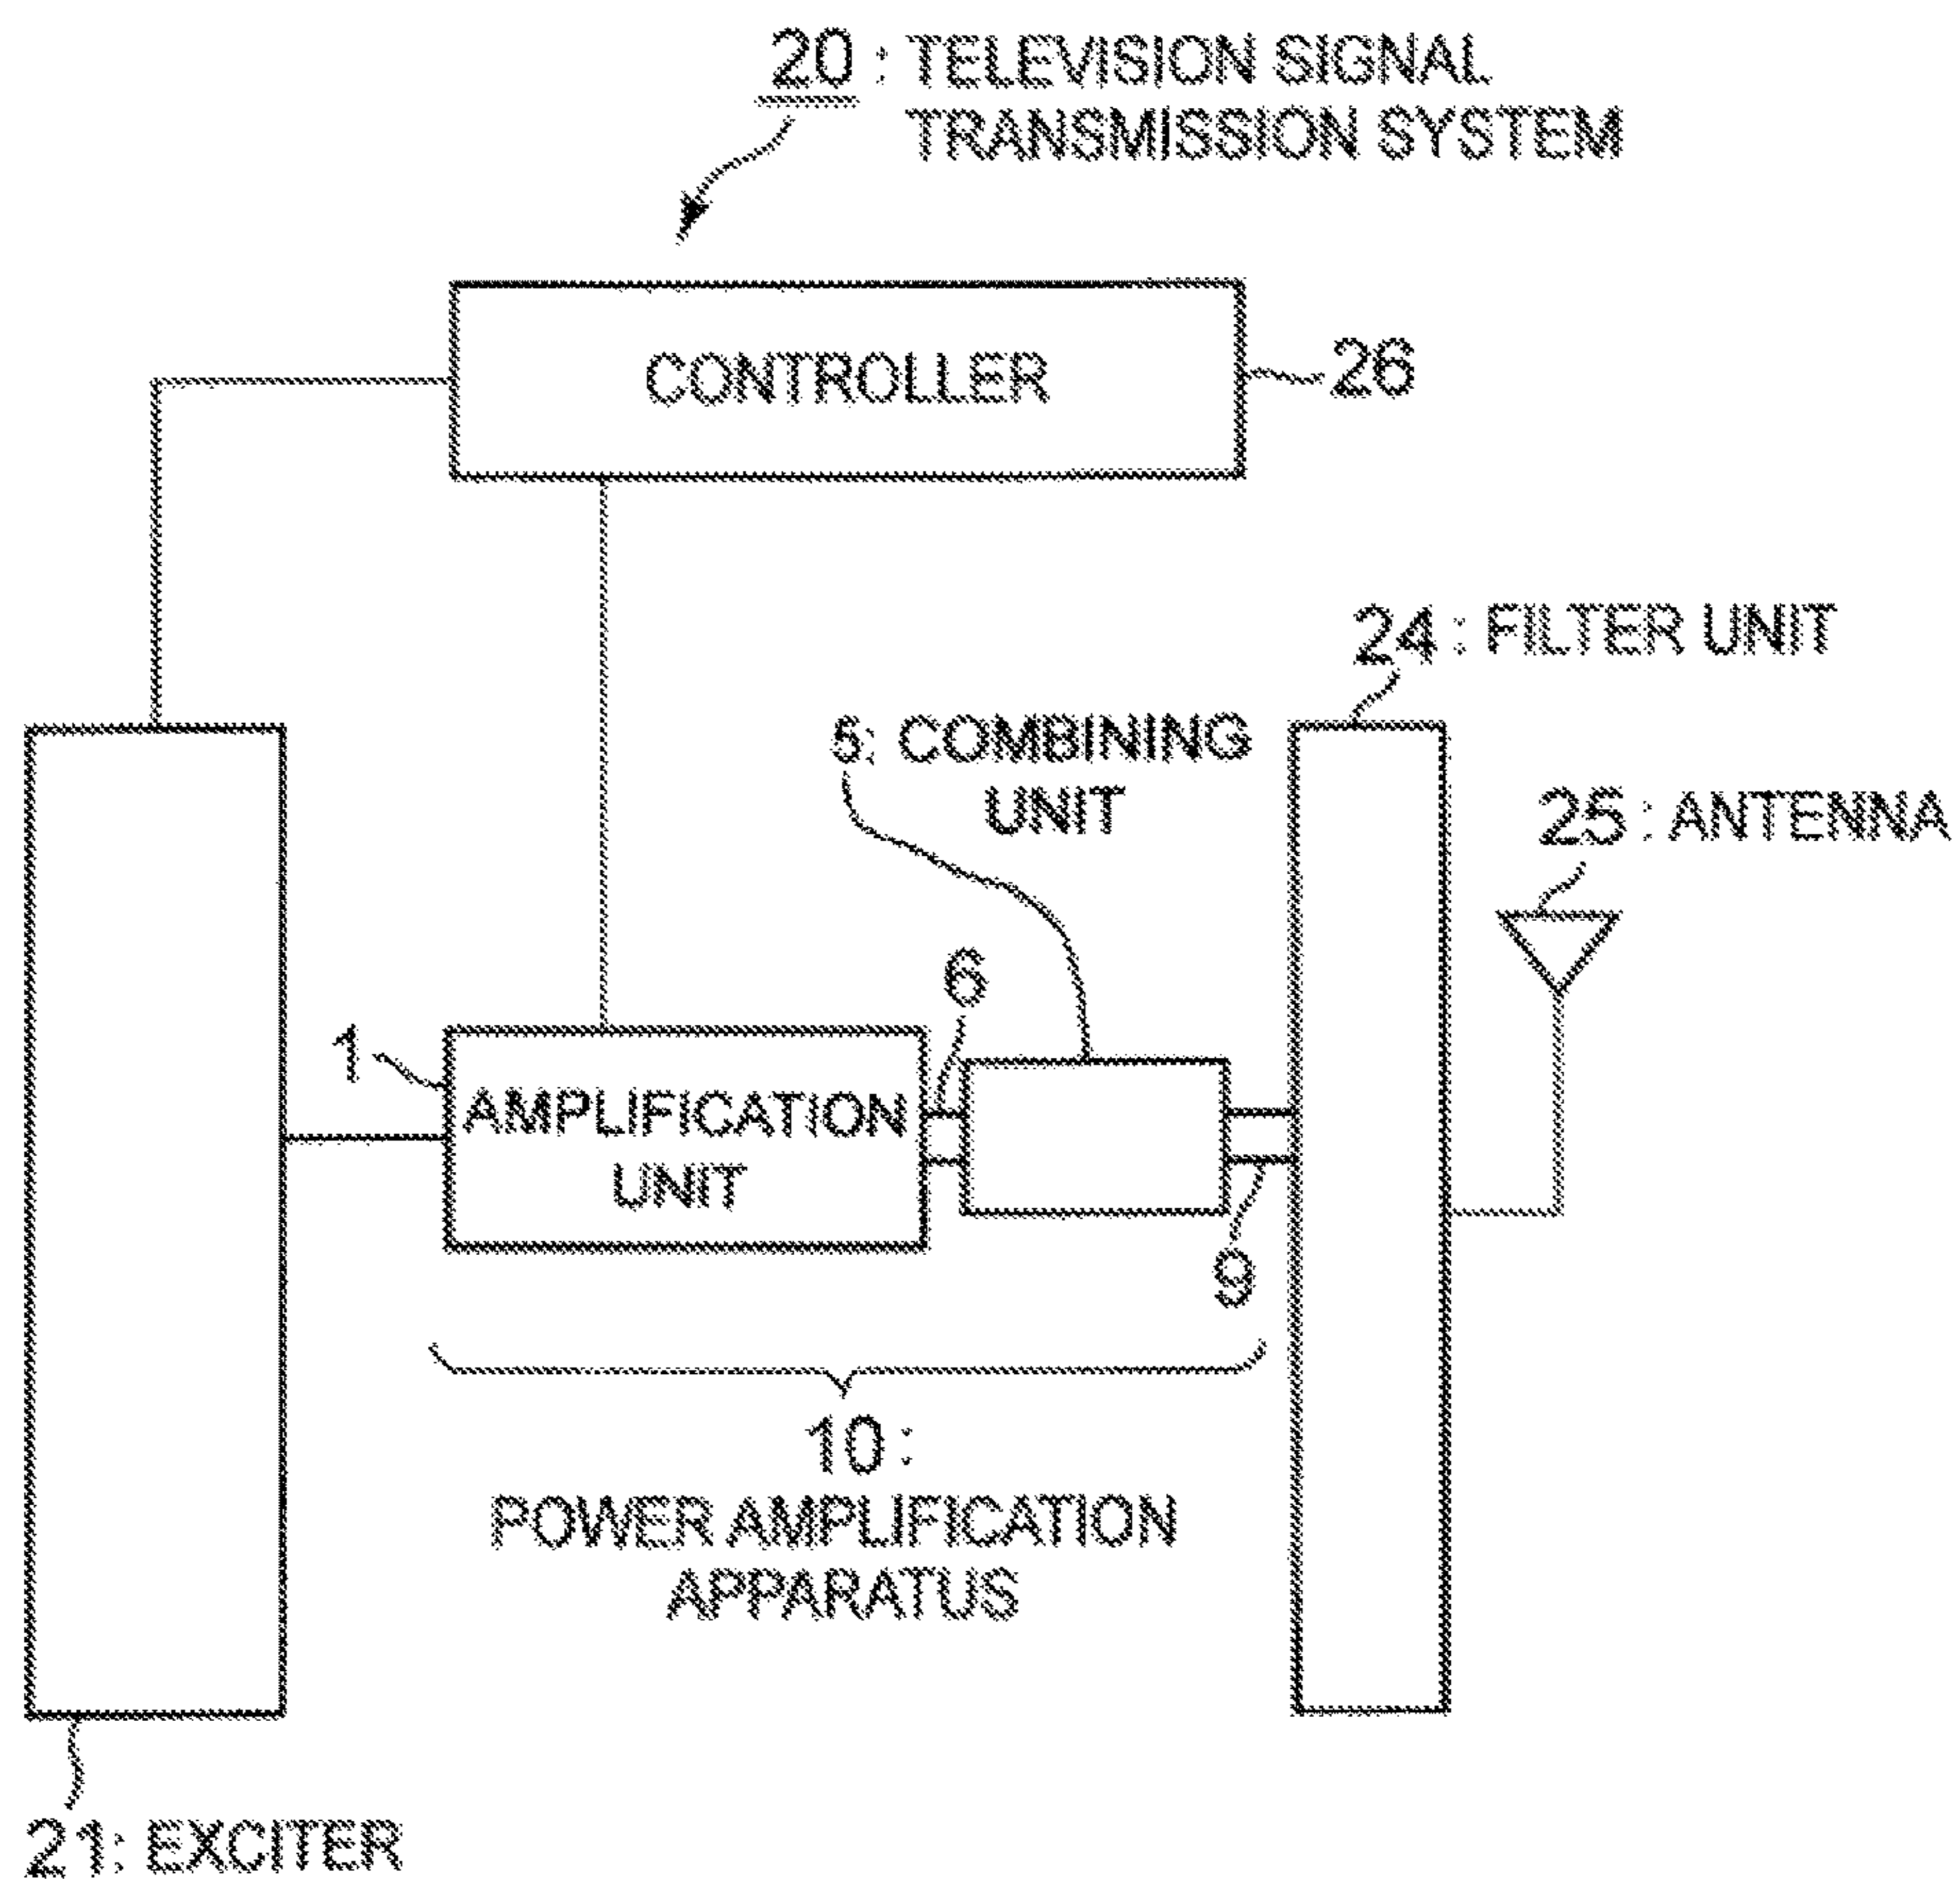 20 : TELEVISION SIGNAL
TRANSMISSION SYSTEM
CONTROLLER
26
24 : FILTER UNIT
5: COMBINING
UNIT
25 : ANTENNA
6
1
AMPLIFICATION
UNIT
9
10 :
POWER AMPLIFICATION
APPARATUS
21: EXCITER